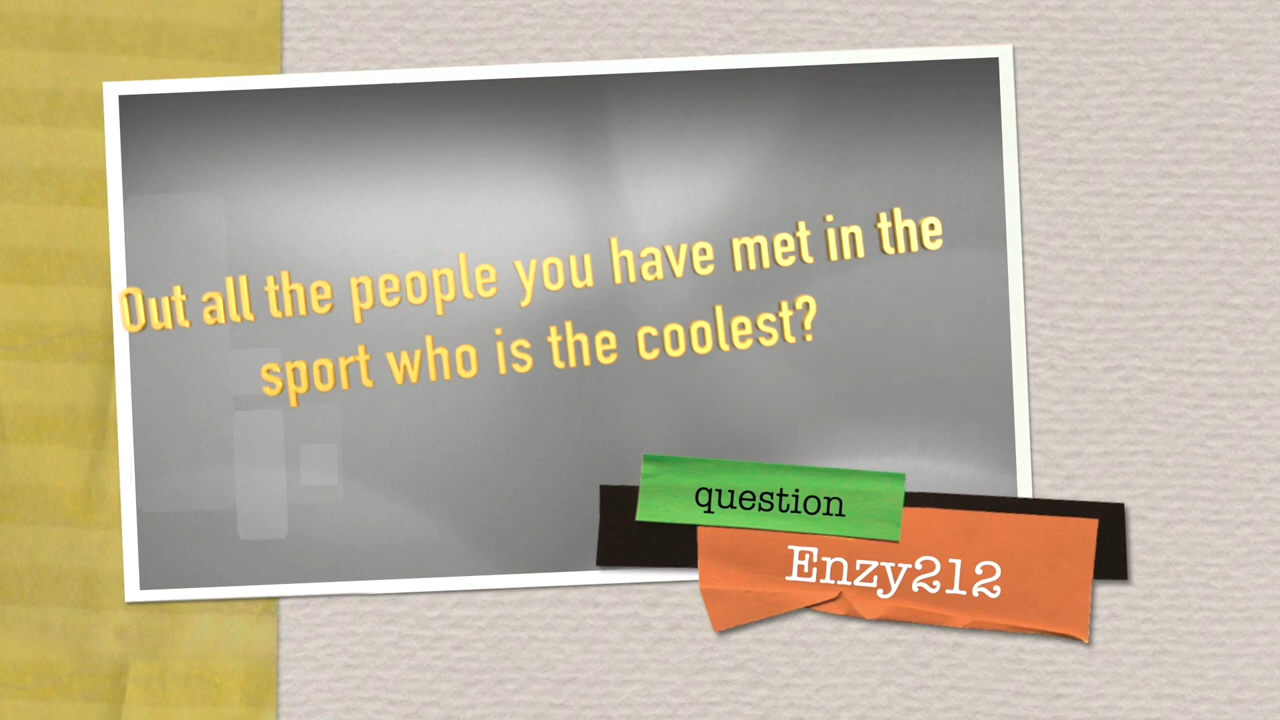 Out all the people you have met in the
sport who is the coolest?
question
Enzy212